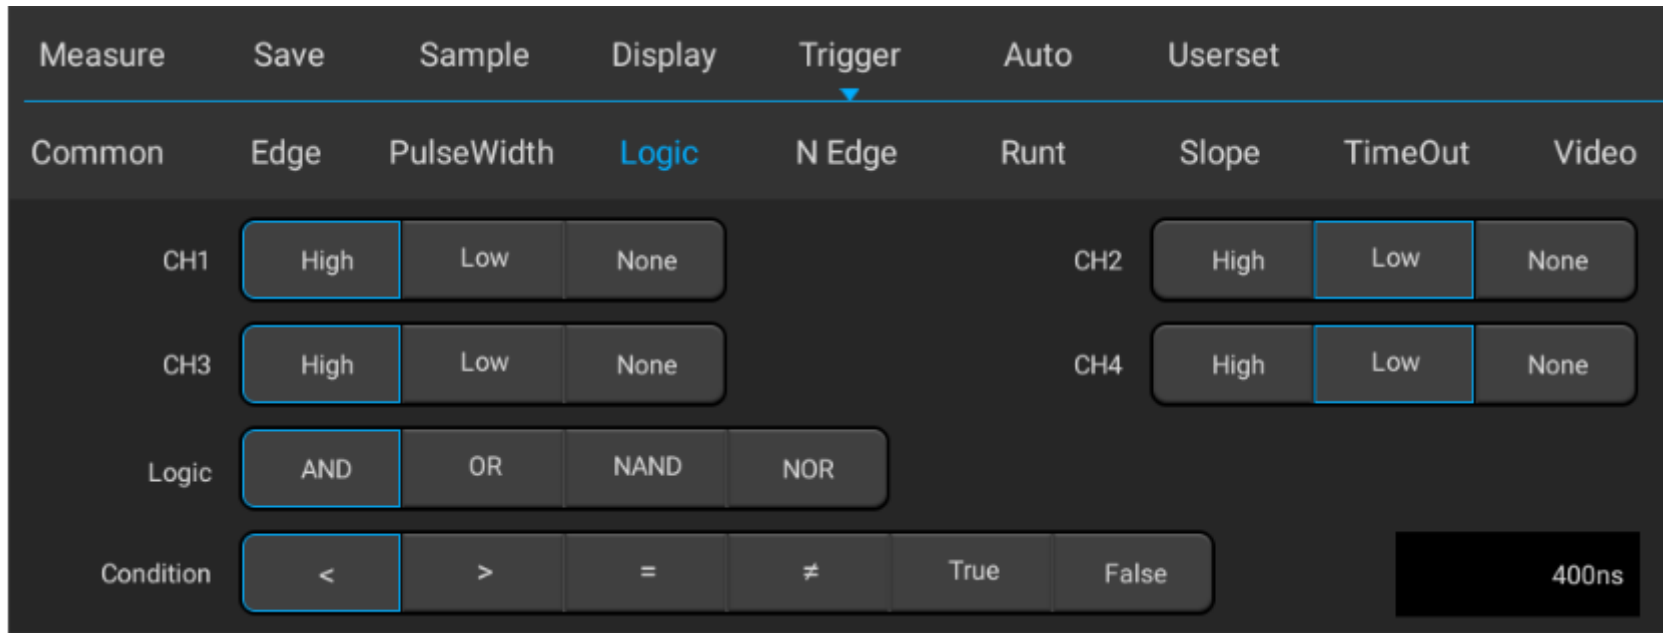 Measure Save Sample Display Trigger Auto Userset
Common Edge PulseWidth Logic N Edge Runt Slope TimeOut Video
CH1 High Low None CH2 High Low None
CH3 High Low None CH4 High Low None
Logic AND OR NAND NOR
Condition < > = ≠ True False 400ns